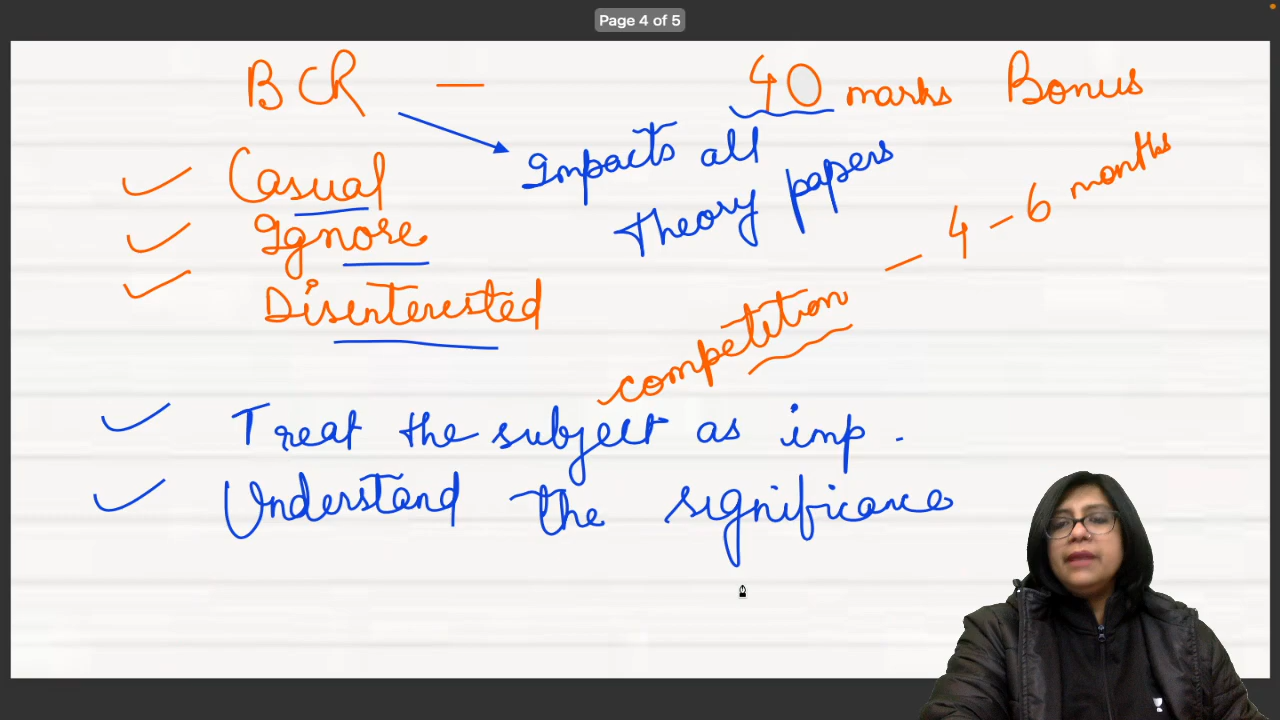 Page 4 of 5
BCR — 40 marks Bonus
Impacts all
theory papers
Casual
Ignore
Disinterested
competition – 4 – 6 months
Treat the subject as imp.
Understand the significance